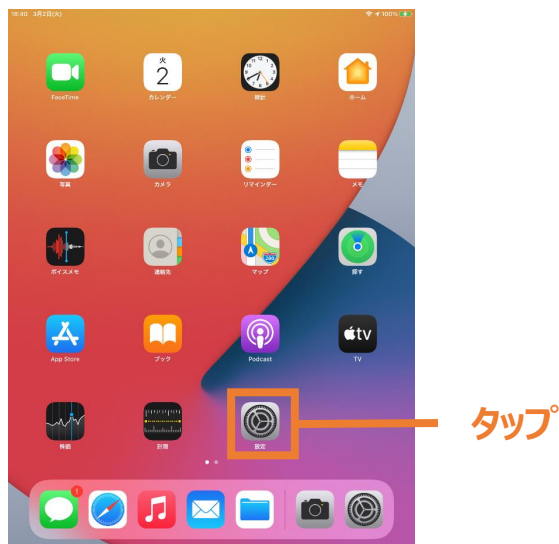 18:40 3月2日(火)
100%
火
2
FaceTime
カレンダー
時計
ホーム
写真
カメラ
リマインダー
メモ
280
ボイスメモ
連絡先
マップ
探す
tv
App Store
ブック
Podcast
TV
株価
計測
設定
タップ
1